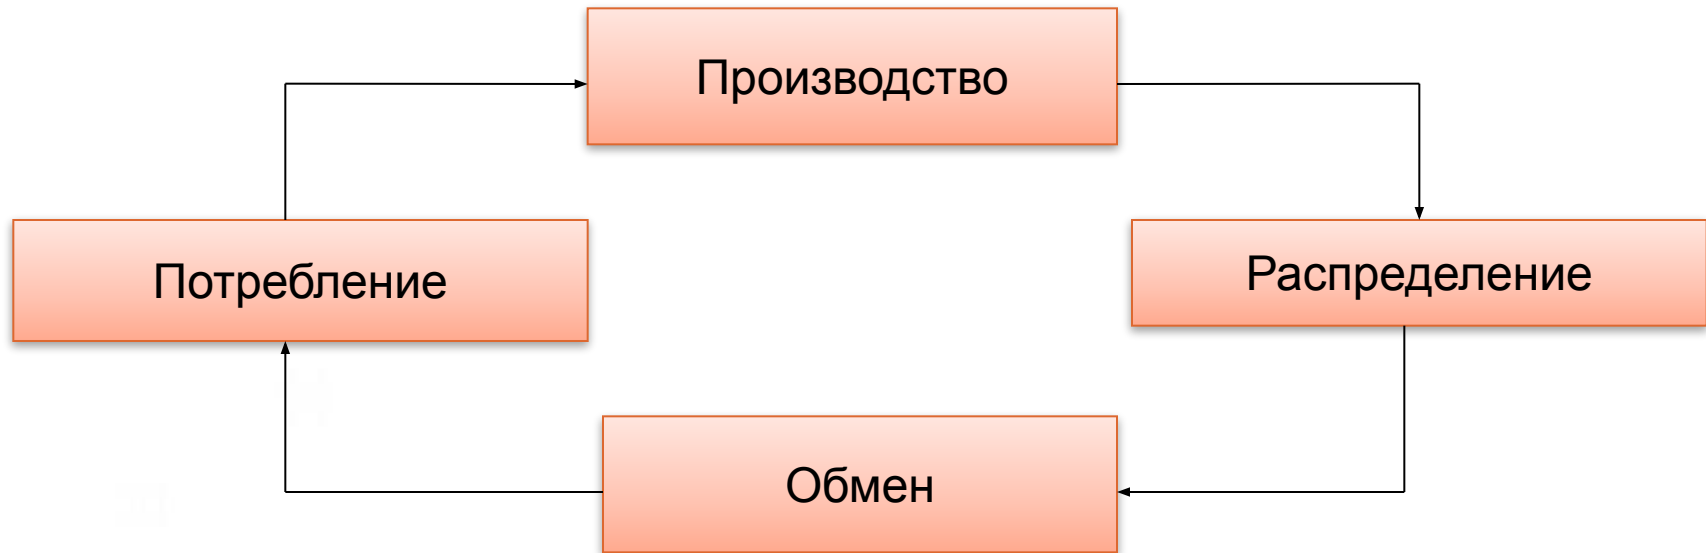 Производство
Потребление
Распределение
Обмен